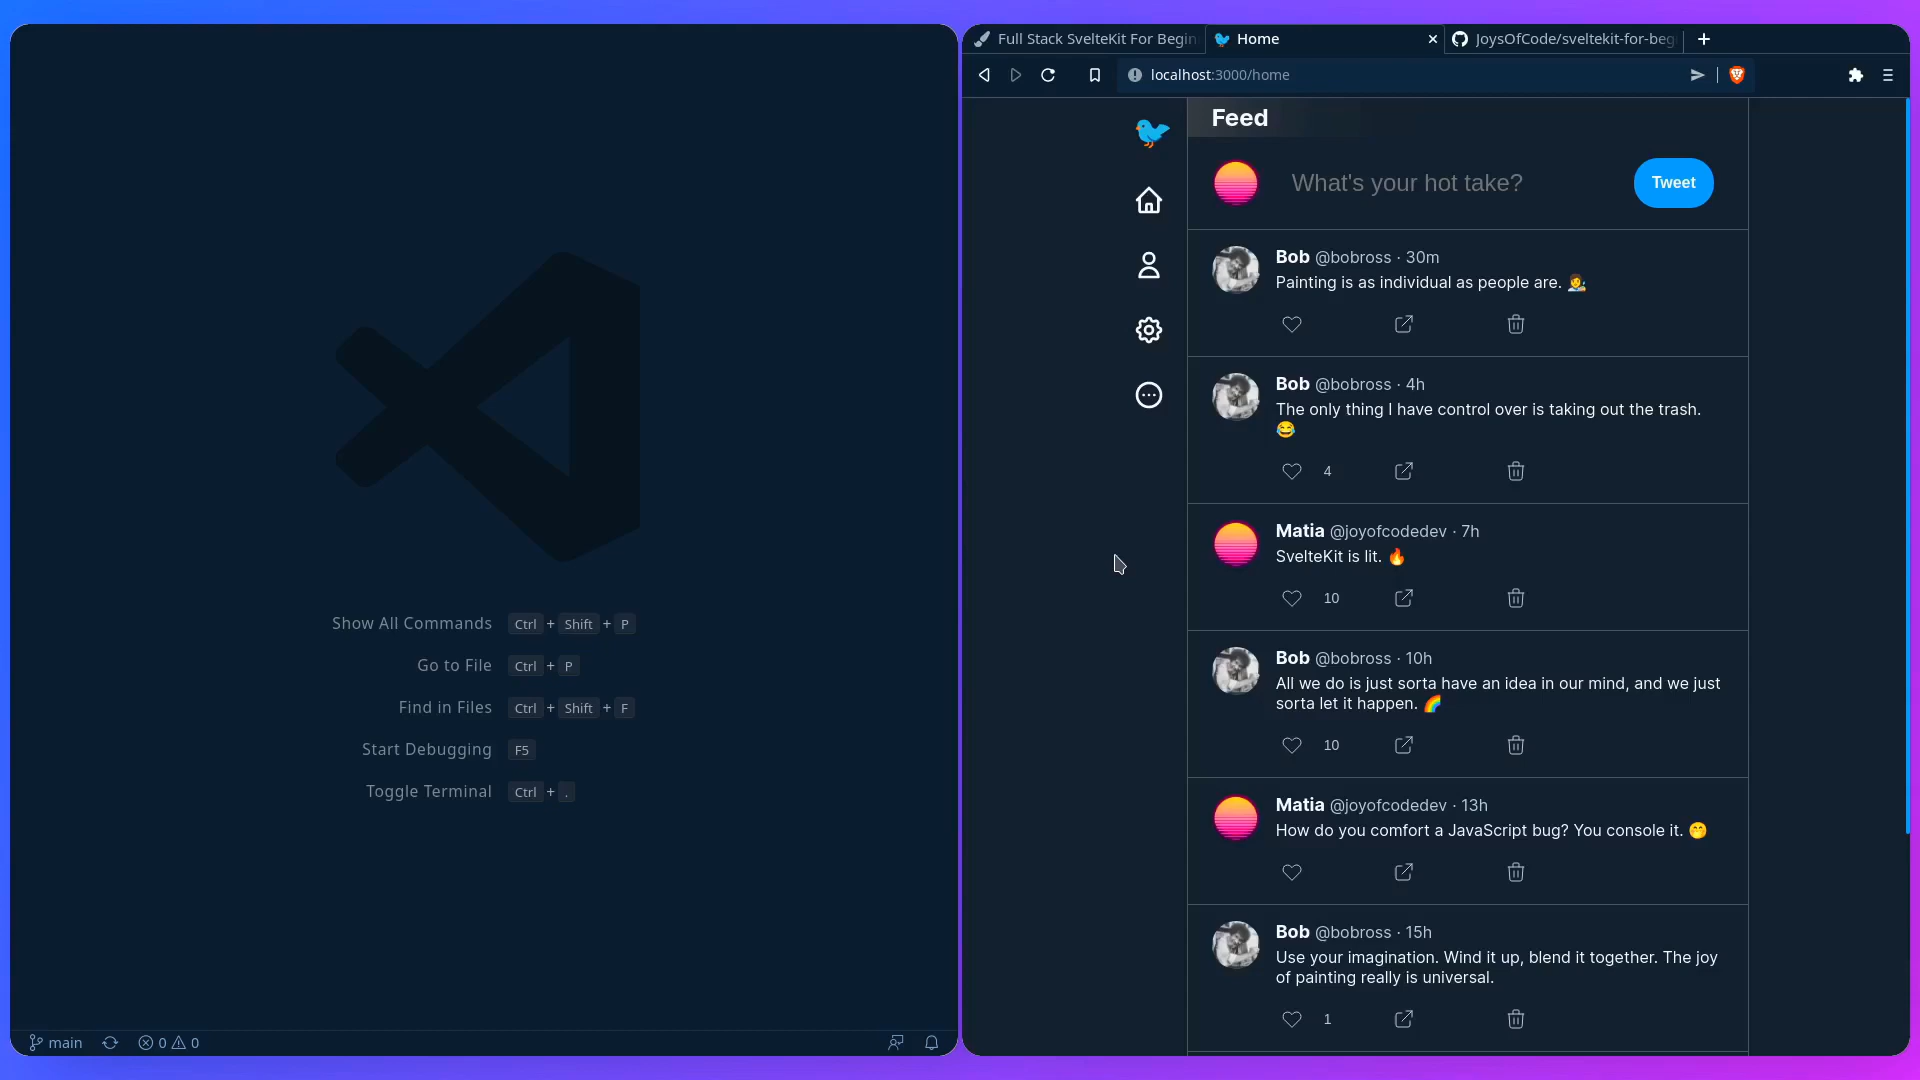 Show All Commands Ctrl + Shift + P
Go to File Ctrl + P
Find in Files Ctrl + Shift + F
Start Debugging F5
Toggle Terminal Ctrl + .
main 0 0
Full Stack SvelteKit For Begin
Home
JoysOfCode/sveltekit-for-beg
localhost:3000/home
Feed
What's your hot take?
Tweet
Bob @bobross · 30m
Painting is as individual as people are. 👩‍🎨
Bob @bobross · 4h
The only thing I have control over is taking out the trash.
😂
4
Matia @joyofcodedev · 7h
SvelteKit is lit. 🔥
10
Bob @bobross · 10h
All we do is just sorta have an idea in our mind, and we just
sorta let it happen. 🌈
10
Matia @joyofcodedev · 13h
How do you comfort a JavaScript bug? You console it. 🤭
Bob @bobross · 15h
Use your imagination. Wind it up, blend it together. The joy
of painting really is universal.
1